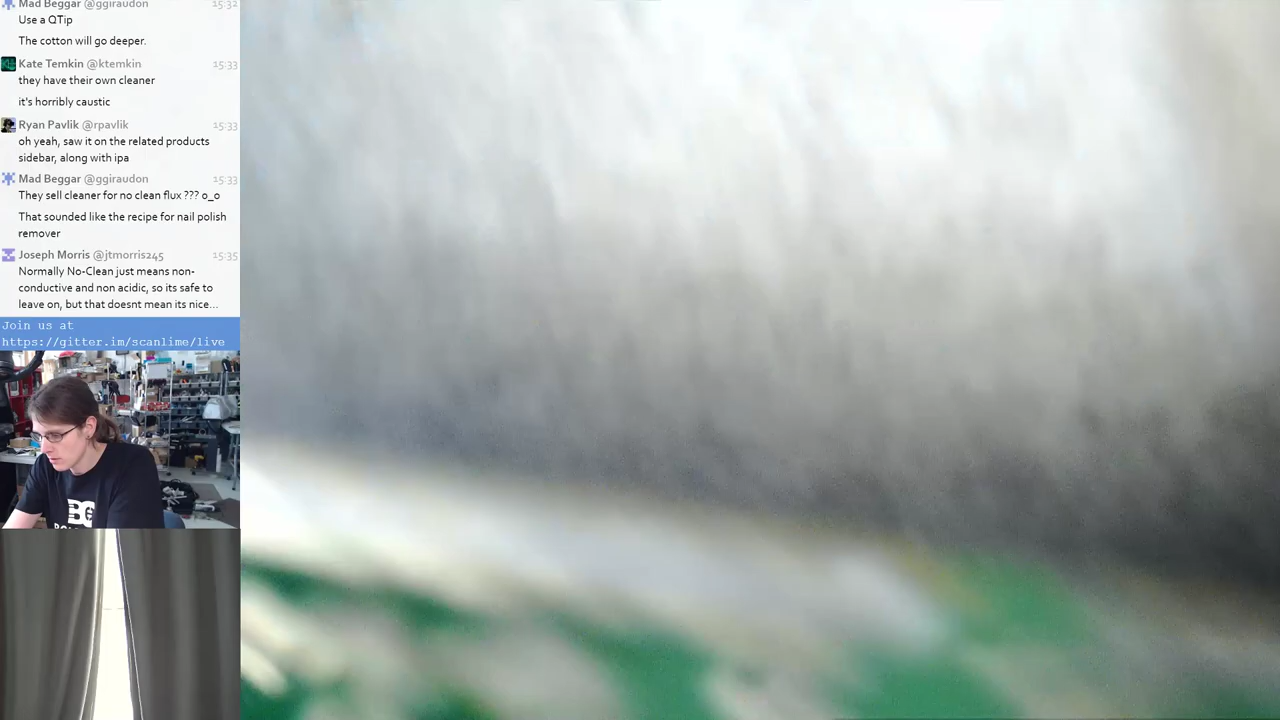 Mad Beggar @ggiraudon 15:32
Use a QTip
The cotton will go deeper.
Kate Temkin @ktemkin 15:33
they have their own cleaner
it's horribly caustic
Ryan Pavlik @rpavlik 15:33
oh yeah, saw it on the related products
sidebar, along with ipa
Mad Beggar @ggiraudon 15:33
They sell cleaner for no clean flux ??? o_o
That sounded like the recipe for nail polish
remover
Joseph Morris @jtmorris245 15:35
Normally No-Clean just means non-
conductive and non acidic, so its safe to
leave on, but that doesnt mean its nice...
Join us at
https://gitter.im/scanlime/live